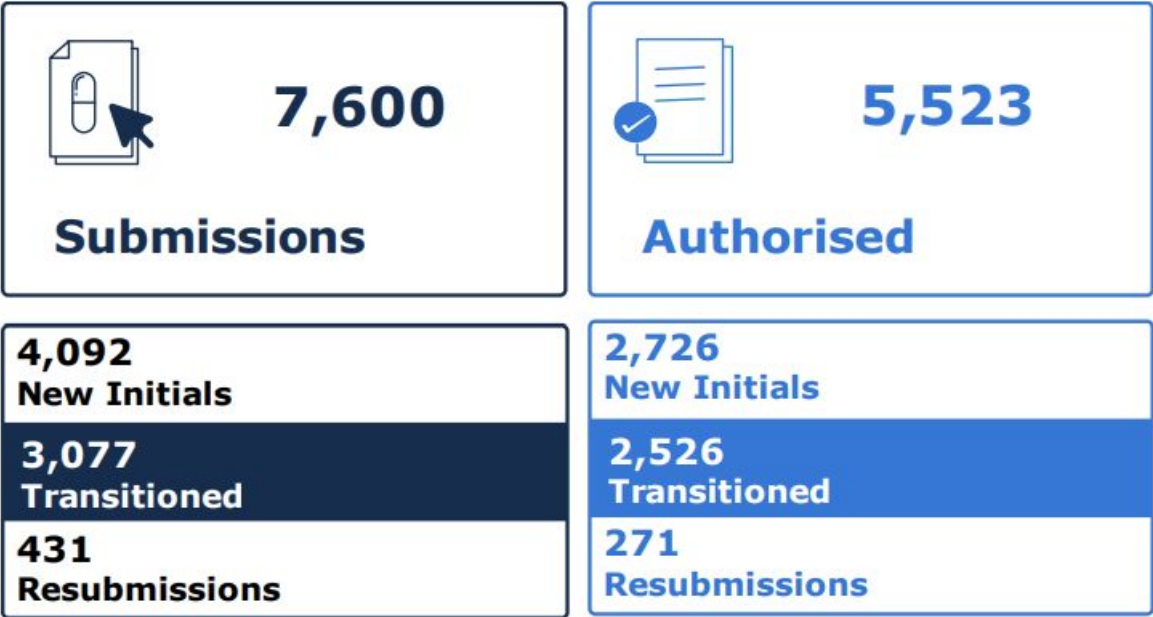 7,600
Submissions
5,523
Authorised
4,092
New Initials
3,077
Transitioned
431
Resubmissions
2,726
New Initials
2,526
Transitioned
271
Resubmissions